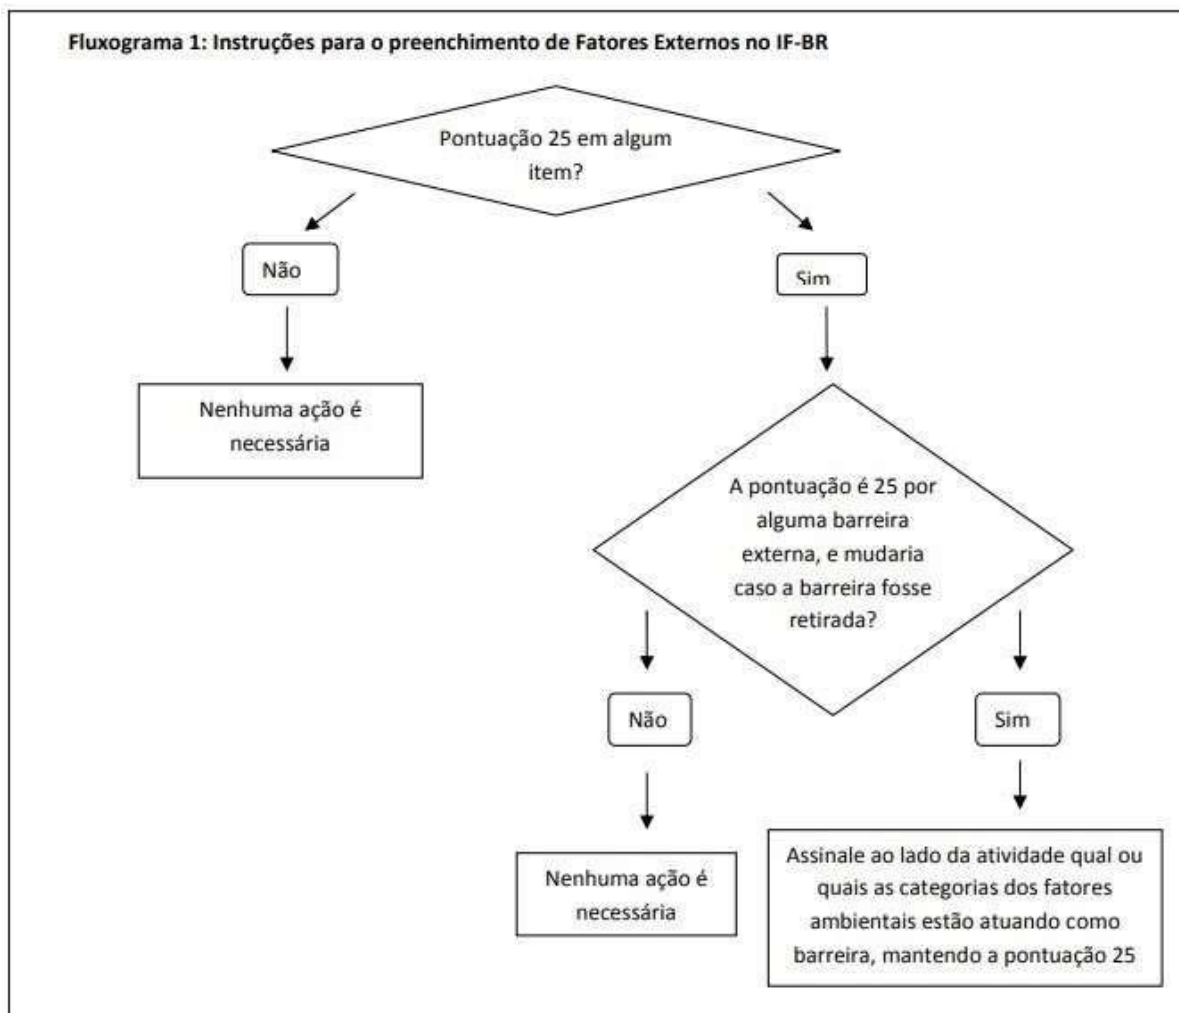 Fluxograma 1: Instruções para o preenchimento de Fatores Externos no IF-BR
Pontuação 25 em algum
item?
Não
Sim
Nenhuma ação é
necessária
A pontuação é 25 por
alguma barreira
externa, e mudaria
caso a barreira fosse
retirada?
Não
Sim
Nenhuma ação é
necessária
Assinale ao lado da atividade qual ou
quais as categorias dos fatores
ambientais estão atuando como
barreira, mantendo a pontuação 25